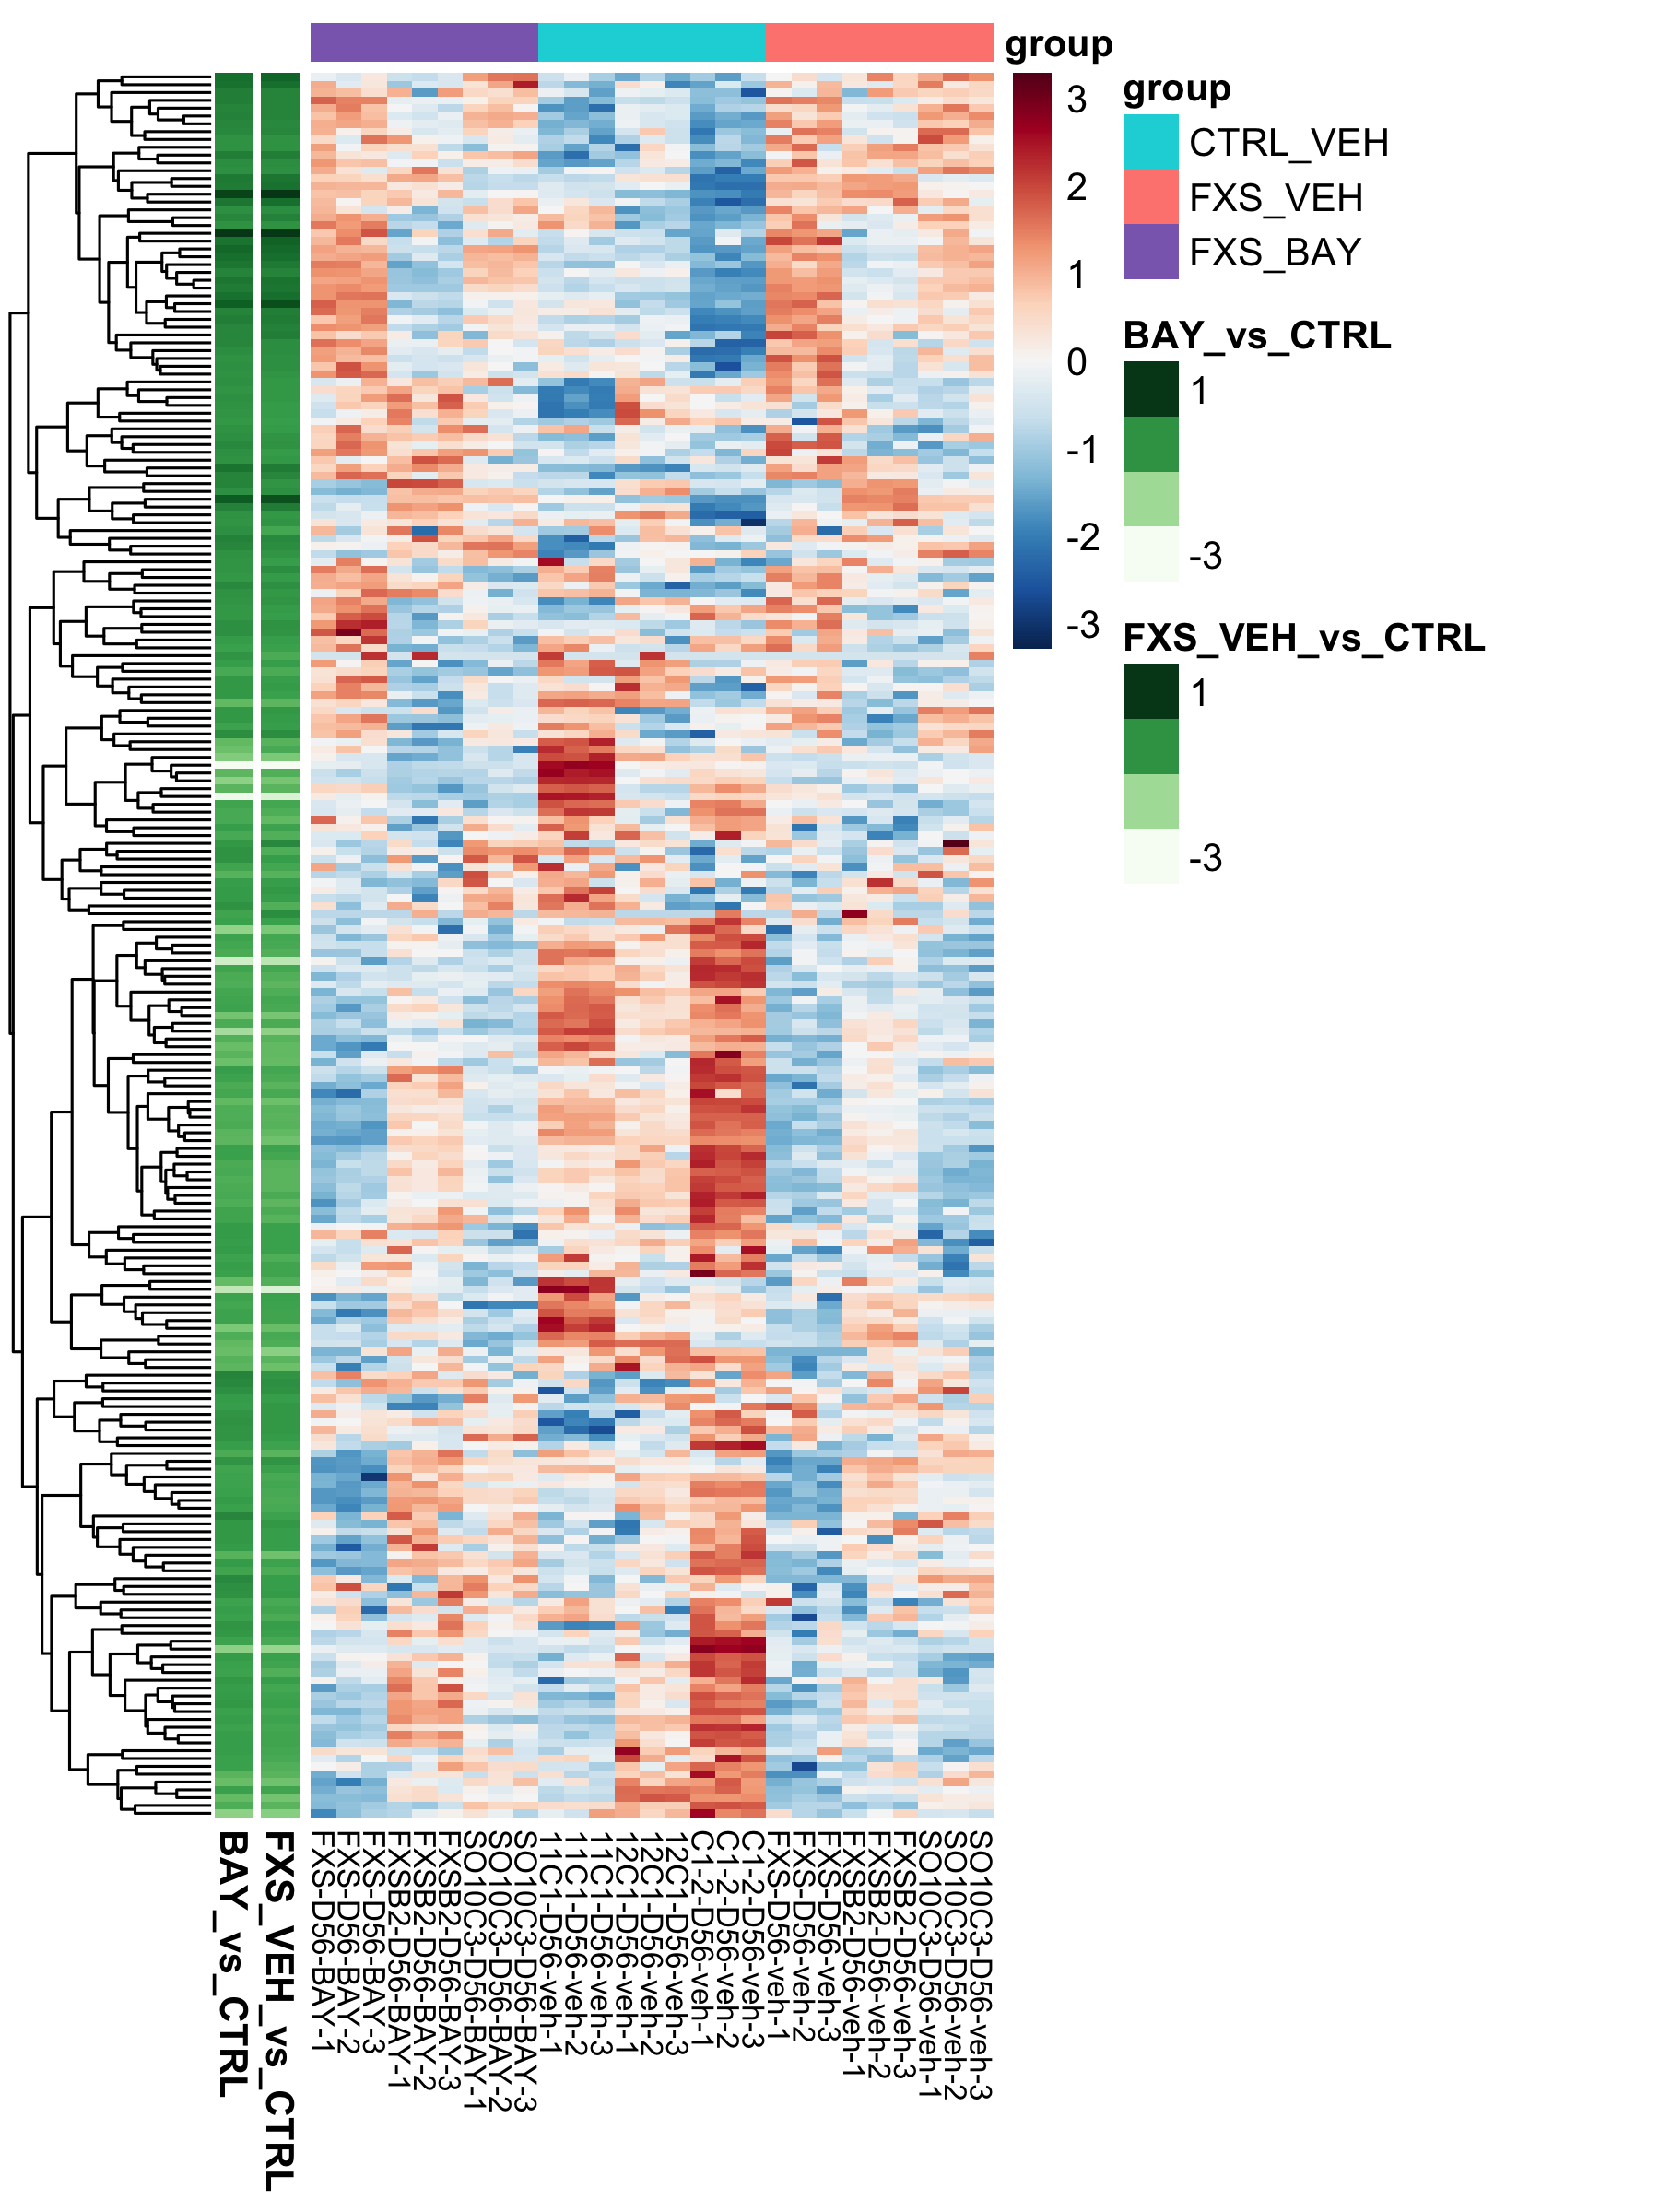 group
3
2
1
0
-1
-2
-3
group
CTRL_VEH
FXS_VEH
FXS_BAY
BAY_vs_CTRL
1
-3
FXS_VEH_vs_CTRL
1
-3
BAY_vs_CTRL
FXS_VEH_vs_CTRL
FXS-D56-BAY-1
FXS-D56-BAY-2
FXS-D56-BAY-3
FXSB2-D56-BAY-1
FXSB2-D56-BAY-2
FXSB2-D56-BAY-3
SO10C3-D56-BAY-1
SO10C3-D56-BAY-2
SO10C3-D56-BAY-3
11C1-D56-veh-1
11C1-D56-veh-2
11C1-D56-veh-3
12C1-D56-veh-1
12C1-D56-veh-2
12C1-D56-veh-3
C1-2-D56-veh-1
C1-2-D56-veh-2
C1-2-D56-veh-3
FXS-D56-veh-1
FXS-D56-veh-2
FXS-D56-veh-3
FXSB2-D56-veh-1
FXSB2-D56-veh-2
FXSB2-D56-veh-3
SO10C3-D56-veh-1
SO10C3-D56-veh-2
SO10C3-D56-veh-3